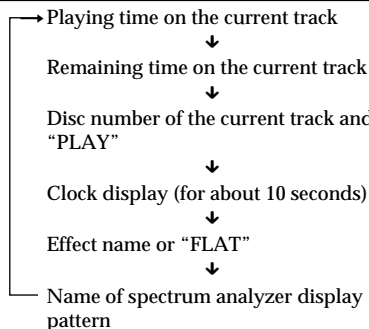 Playing time on the current track
Remaining time on the current track
Disc number of the current track and
“PLAY”
Clock display (for about 10 seconds)
Effect name or “FLAT”
Name of spectrum analyzer display
pattern